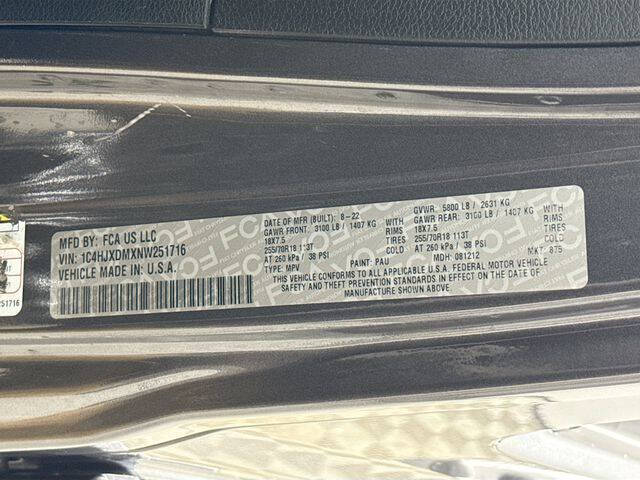 MFD BY: FCA US LLC
VIN: 1C4HJXDMXNW251716
VEHICLE MADE IN U.S.A.
DATE OF MFR (BUILT): 8-22 GVWR: 5800 LB / 2631 KG
GAWR FRONT: 3100 LB / 1407 KG WITH GAWR REAR: 3100 LB / 1407 KG WITH
18X7.5 RIMS 18X7.5 RIMS
255/70R18 113T TIRES 255/70R18 113T TIRES
AT 260 kPa / 38 PSI COLD AT 260 kPa / 38 PSI COLD
TYPE: MPV PAINT: PAU MDH: 081212 MKT: 875
THIS VEHICLE CONFORMS TO ALL APPLICABLE U.S.A. FEDERAL MOTOR VEHICLE
SAFETY AND THEFT PREVENTION STANDARDS IN EFFECT ON THE DATE OF
MANUFACTURE SHOWN ABOVE.
251716